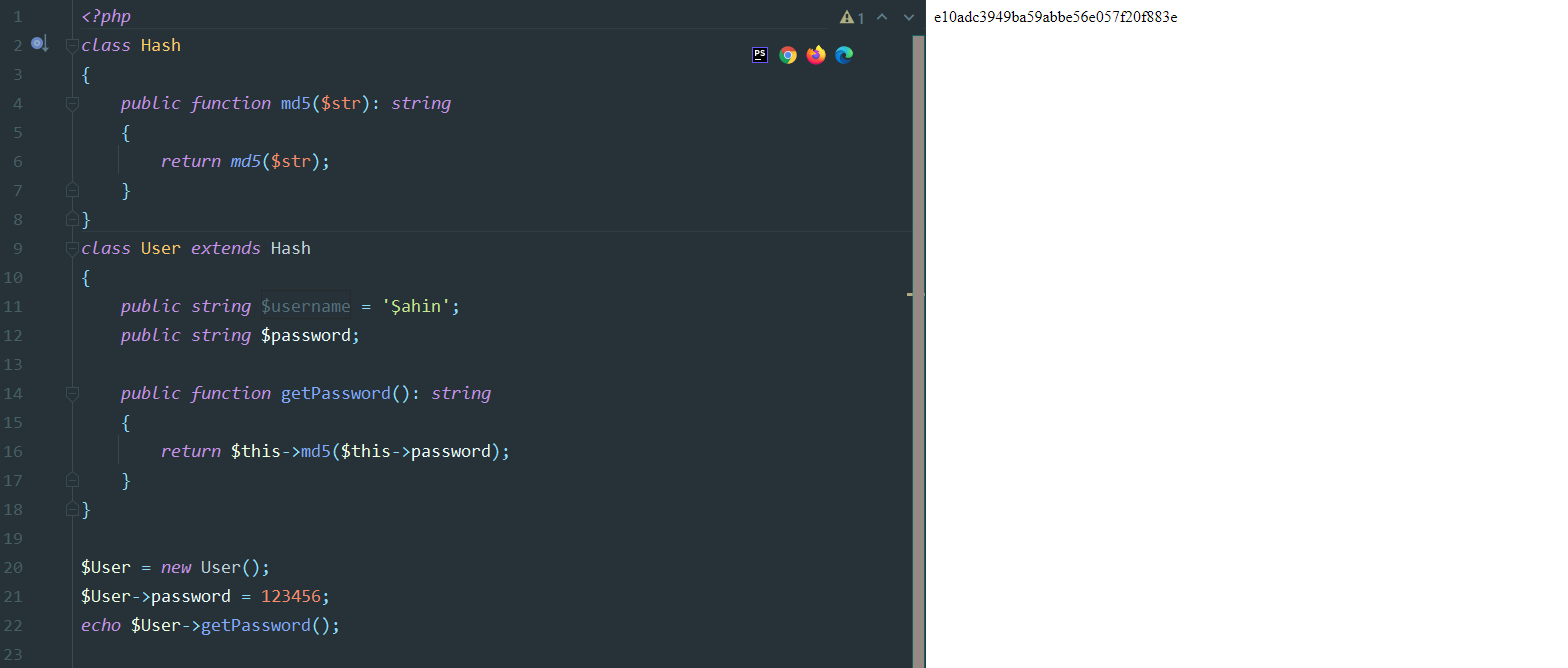 1 <?php
2 class Hash
3 {
4     public function md5($str): string
5     {
6         return md5($str);
7     }
8 }
9 class User extends Hash
10 {
11     public string $username = 'Şahin';
12     public string $password;
13
14     public function getPassword(): string
15     {
16         return $this->md5($this->password);
17     }
18 }
19
20 $User = new User();
21 $User->password = 123456;
22 echo $User->getPassword();
23
1
PS
e10adc3949ba59abbe56e057f20f883e